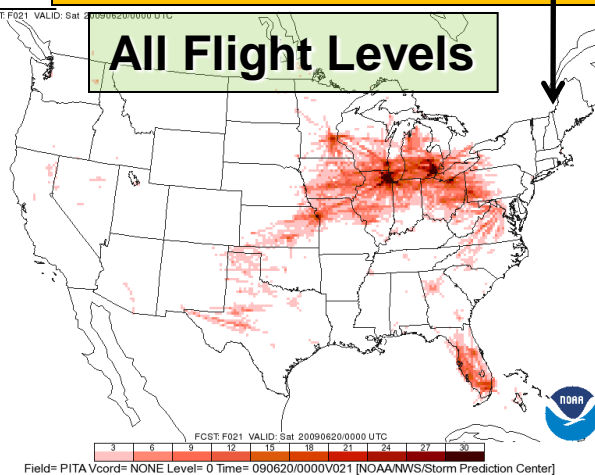 T: F021 VALID: Sat 20090620/0000 UTC
All Flight Levels
NOAA
FCST: F021 VALID: Sat 20090620/0000 UTC
3 6 9 12 15 18 21 24 27 30
Field= PITA Vcord= NONE Level= 0 Time= 090620/0000V021 [NOAA/NWS/Storm Prediction Center]